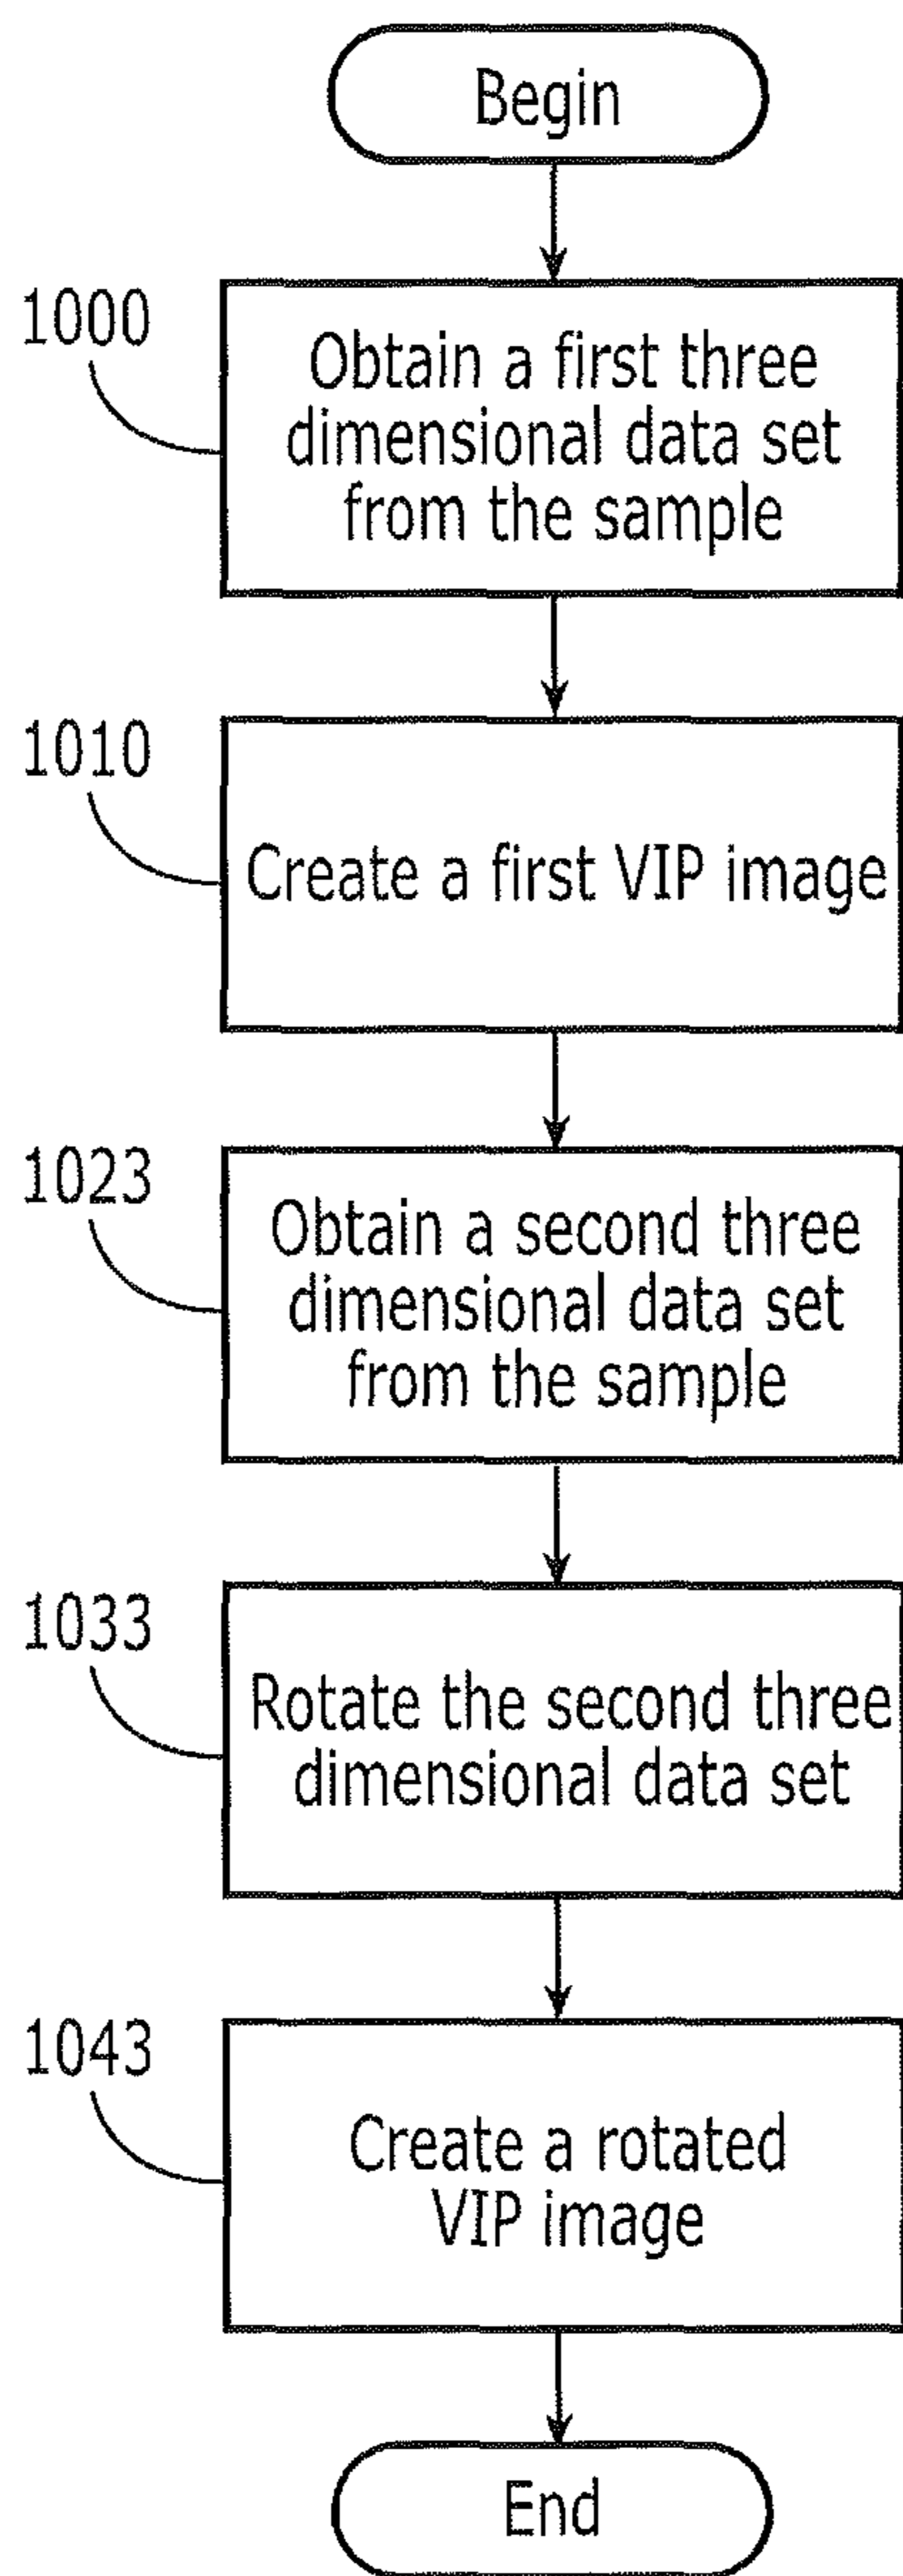 Begin
1000
Obtain a first three
dimensional data set
from the sample
1010
Create a first VIP image
1023
Obtain a second three
dimensional data set
from the sample
1033
Rotate the second three
dimensional data set
1043
Create a rotated
VIP image
End